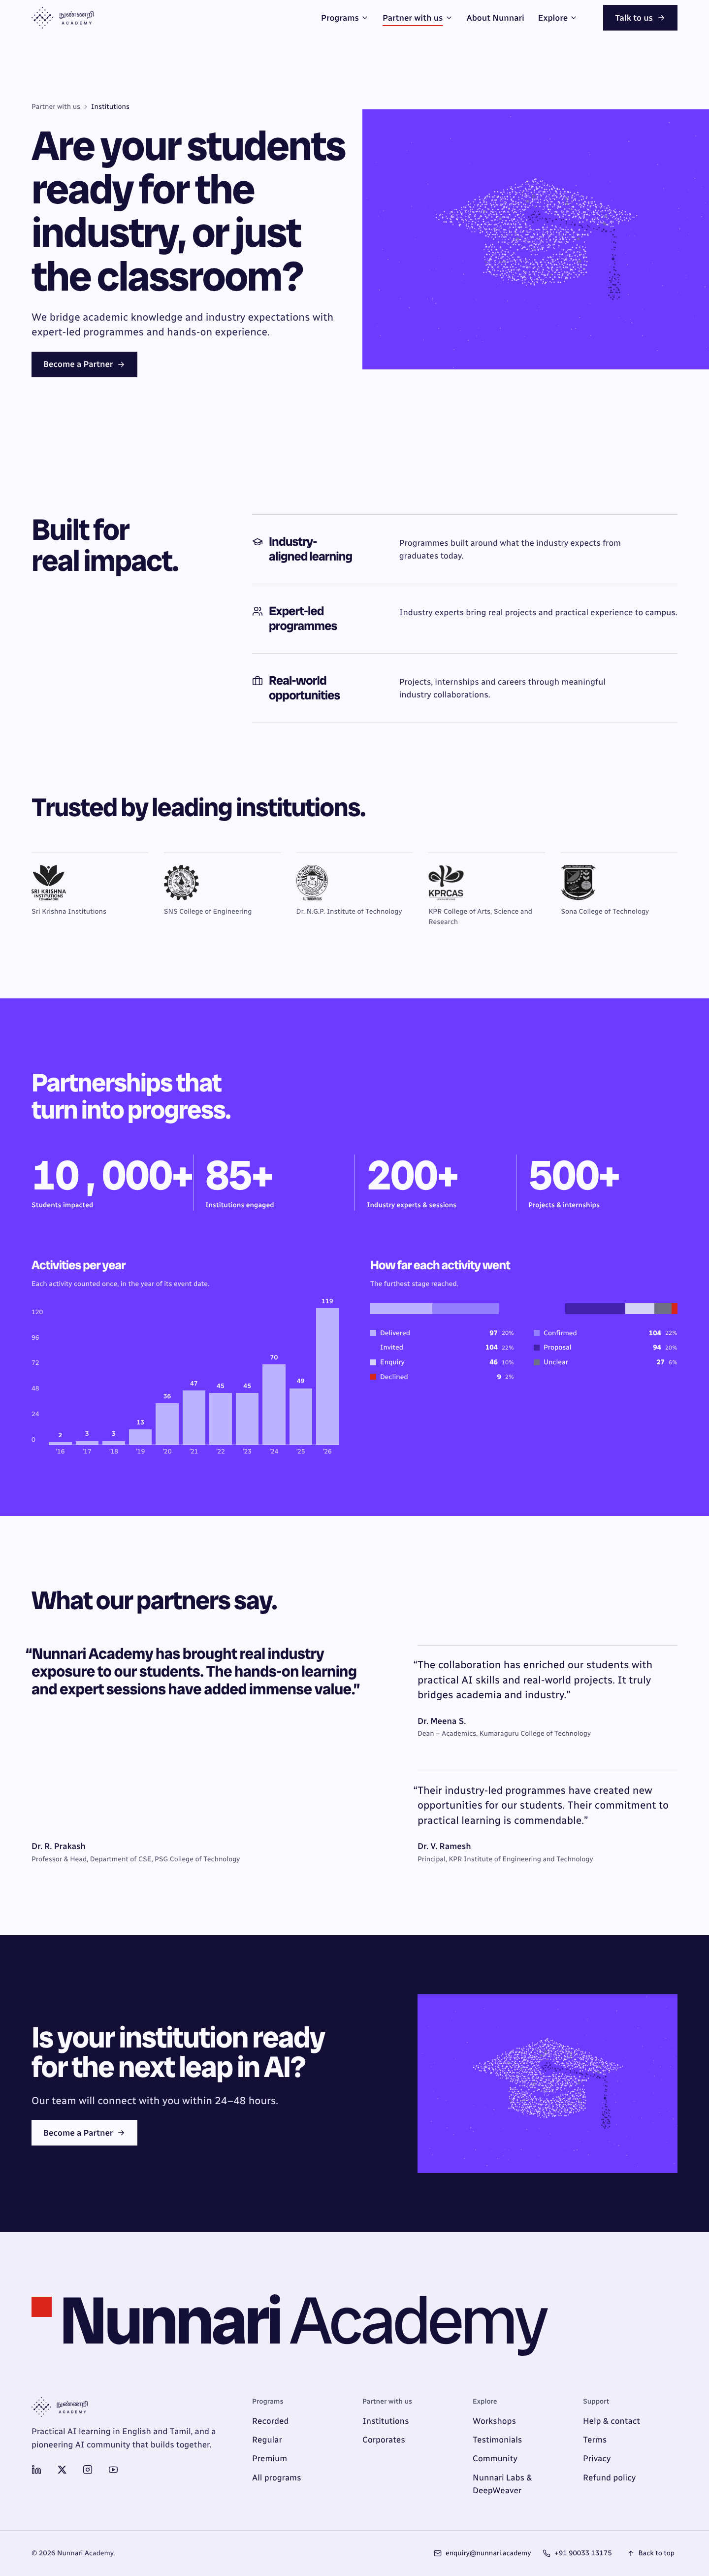 நுண்ணறி
ACADEMY
Programs
Partner with us
About Nunnari
Explore
Talk to us
Partner with us > Institutions
Are your students
ready for the
industry, or just
the classroom?
We bridge academic knowledge and industry expectations with
expert-led programmes and hands-on experience.
Become a Partner
Built for
real impact.
Industry-
aligned learning
Programmes built around what the industry expects from
graduates today.
Expert-led
programmes
Industry experts bring real projects and practical experience to campus.
Real-world
opportunities
Projects, internships and careers through meaningful
industry collaborations.
Trusted by leading institutions.
SRI KRISHNA
INSTITUTIONS
KPRCAS
Sri Krishna Institutions
SNS College of Engineering
Dr. N.G.P. Institute of Technology
KPR College of Arts, Science and
Research
Sona College of Technology
Partnerships that
turn into progress.
10 , 000+
Students impacted
85+
Institutions engaged
200+
Industry experts & sessions
500+
Projects & internships
Activities per year
Each activity counted once, in the year of its event date.
120
96
72
48
24
0
2
3
3
13
36
47
45
45
70
49
119
'16
'17
'18
'19
'20
'21
'22
'23
'24
'25
'26
How far each activity went
The furthest stage reached.
Delivered 97 20%
Confirmed 104 22%
Invited 104 22%
Proposal 94 20%
Enquiry 46 10%
Unclear 27 6%
Declined 9 2%
What our partners say.
“Nunnari Academy has brought real industry
exposure to our students. The hands-on learning
and expert sessions have added immense value.”
Dr. R. Prakash
Professor & Head, Department of CSE, PSG College of Technology
“The collaboration has enriched our students with
practical AI skills and real-world projects. It truly
bridges academia and industry.”
Dr. Meena S.
Dean – Academics, Kumaraguru College of Technology
“Their industry-led programmes have created new
opportunities for our students. Their commitment to
practical learning is commendable.”
Dr. V. Ramesh
Principal, KPR Institute of Engineering and Technology
Is your institution ready
for the next leap in AI?
Our team will connect with you within 24–48 hours.
Become a Partner
Nunnari Academy
நுண்ணறி
ACADEMY
Practical AI learning in English and Tamil, and a
pioneering AI community that builds together.
Programs
Recorded
Regular
Premium
All programs
Partner with us
Institutions
Corporates
Explore
Workshops
Testimonials
Community
Nunnari Labs &
DeepWeaver
Support
Help & contact
Terms
Privacy
Refund policy
© 2026 Nunnari Academy.
enquiry@nunnari.academy
+91 90033 13175
Back to top